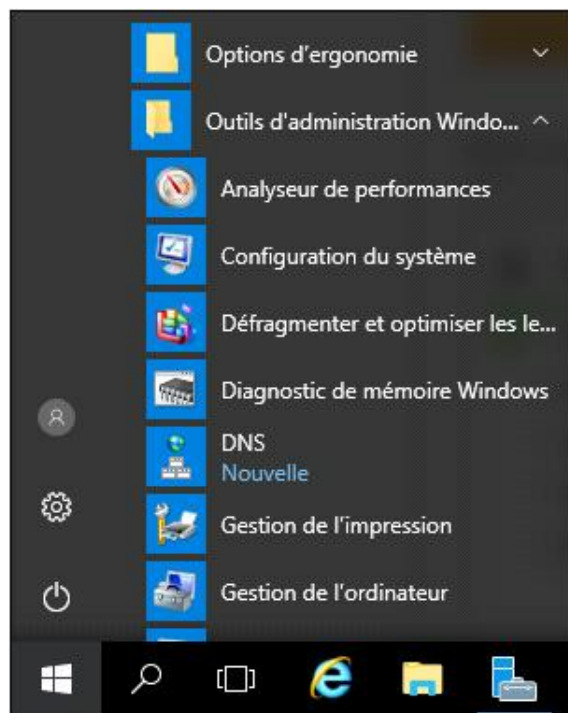 Options d'ergonomie
Outils d'administration Windo...
Analyseur de performances
Configuration du système
Défragmenter et optimiser les le...
Diagnostic de mémoire Windows
DNS
Nouvelle
Gestion de l'impression
Gestion de l'ordinateur